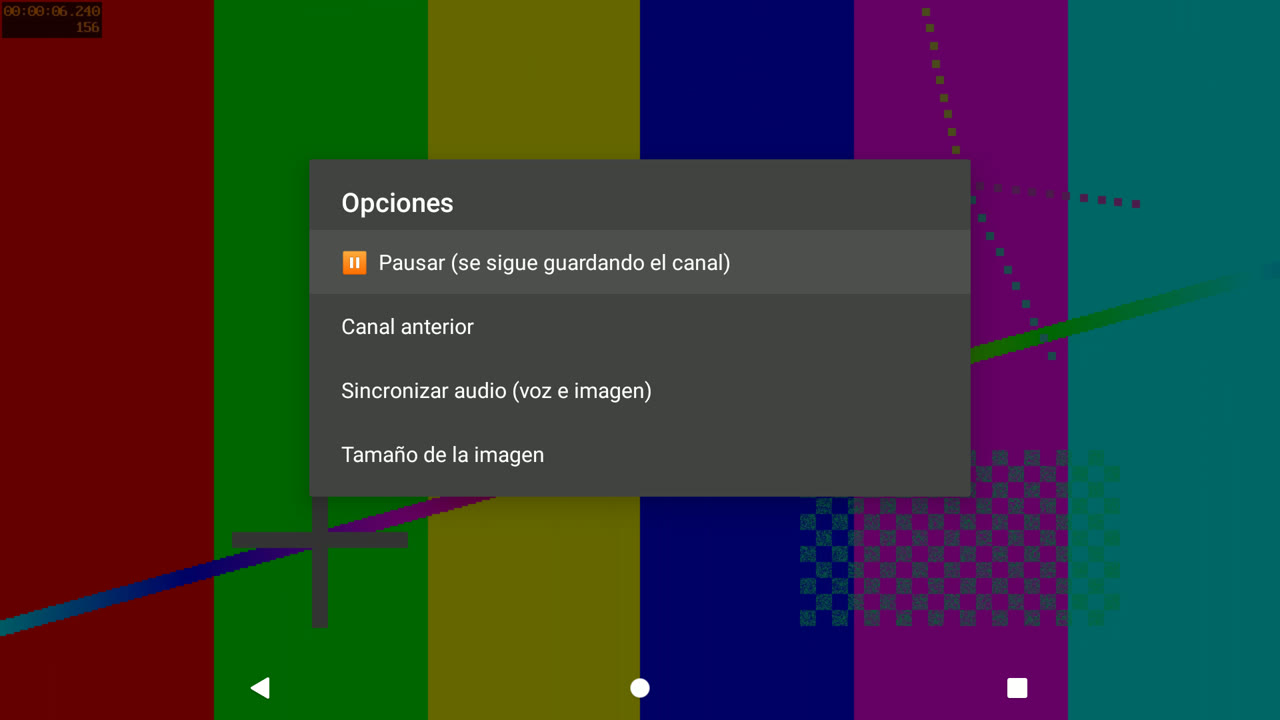 00:00:06.240
156
Opciones
⏸ Pausar (se sigue guardando el canal)
Canal anterior
Sincronizar audio (voz e imagen)
Tamaño de la imagen